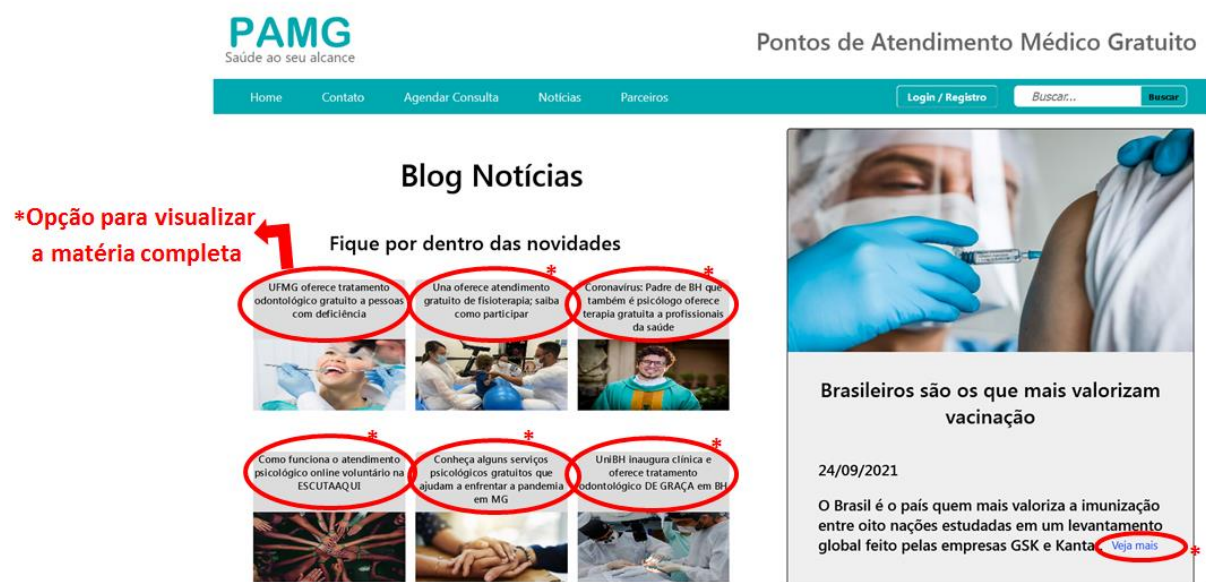 PAMG
Saúde ao seu alcance
Pontos de Atendimento Médico Gratuito
Home
Contato
Agendar Consulta
Notícias
Parceiros
Login / Registro
Buscar...
Buscar
Blog Notícias
*Opção para visualizar
a matéria completa
Fique por dentro das novidades
UFMG oferece tratamento
odontológico gratuito a pessoas
com deficiência
*
Una oferece atendimento
gratuito de fisioterapia; saiba
como participar
*
Coronavírus: Padre de BH que
também é psicólogo oferece
terapia gratuita a profissionais
da saúde
*
Como funciona o atendimento
psicológico online voluntário na
ESCUTAAQUI
*
Conheça alguns serviços
psicológicos gratuitos que
ajudam a enfrentar a pandemia
em MG
*
UniBH inaugura clínica e
oferece tratamento
odontológico DE GRAÇA em BH
Brasileiros são os que mais valorizam
vacinação
24/09/2021
O Brasil é o país quem mais valoriza a imunização
entre oito nações estudadas em um levantamento
global feito pelas empresas GSK e Kantar. Veja mais *